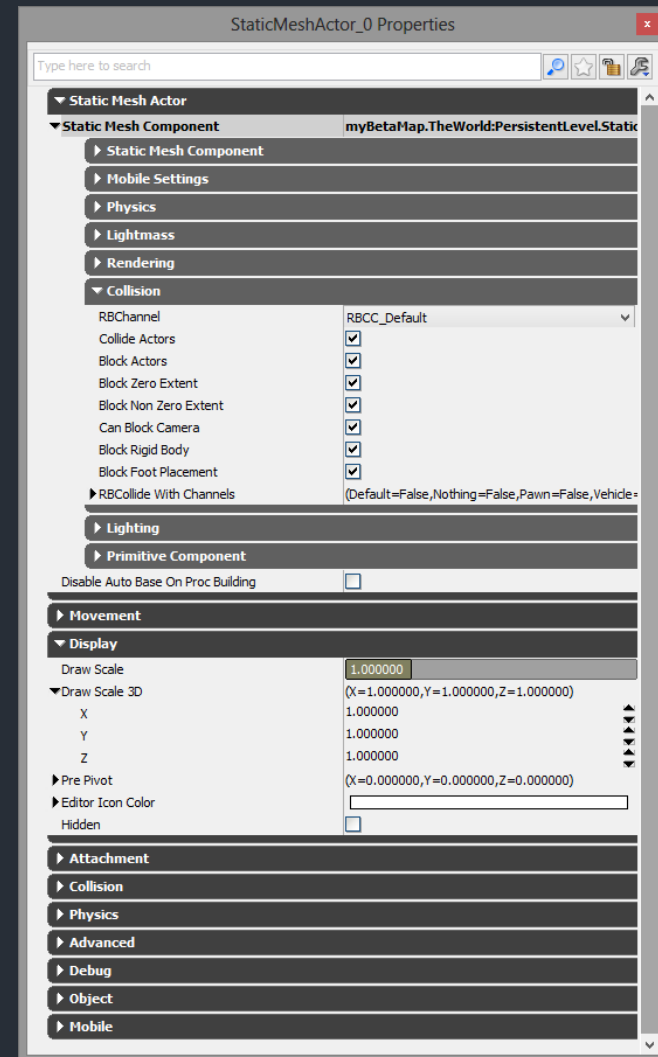 StaticMeshActor_0 Properties
x
Type here to search
Static Mesh Actor
Static Mesh Component myBetaMap.TheWorld:PersistentLevel.Static
Static Mesh Component
Mobile Settings
Physics
Lightmass
Rendering
Collision
RBChannel RBCC_Default
Collide Actors
Block Actors
Block Zero Extent
Block Non Zero Extent
Can Block Camera
Block Rigid Body
Block Foot Placement
RBCollide With Channels (Default=False,Nothing=False,Pawn=False,Vehicle=
Lighting
Primitive Component
Disable Auto Base On Proc Building
Movement
Display
Draw Scale 1.000000
Draw Scale 3D (X=1.000000,Y=1.000000,Z=1.000000)
X 1.000000
Y 1.000000
Z 1.000000
Pre Pivot (X=0.000000,Y=0.000000,Z=0.000000)
Editor Icon Color
Hidden
Attachment
Collision
Physics
Advanced
Debug
Object
Mobile